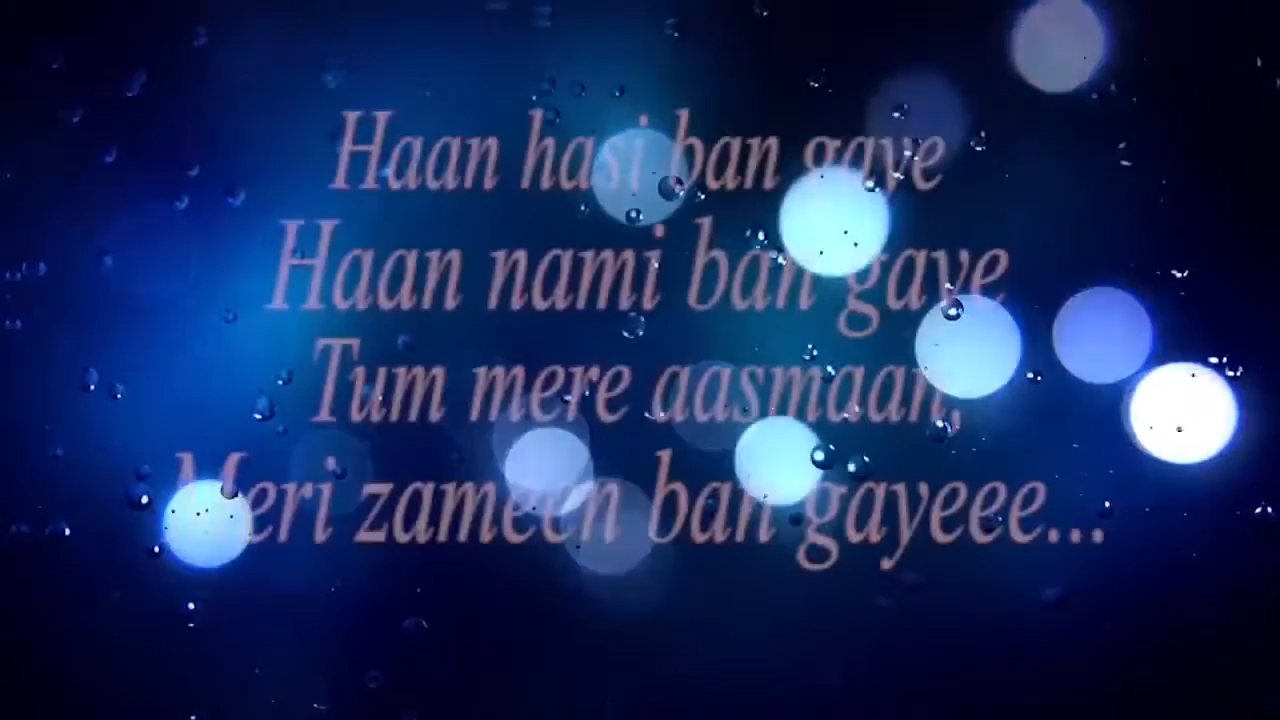 Haan hasi ban gaye
Haan nami ban gaye
Tum mere aasmaan,
Meri zameen ban gayeee...